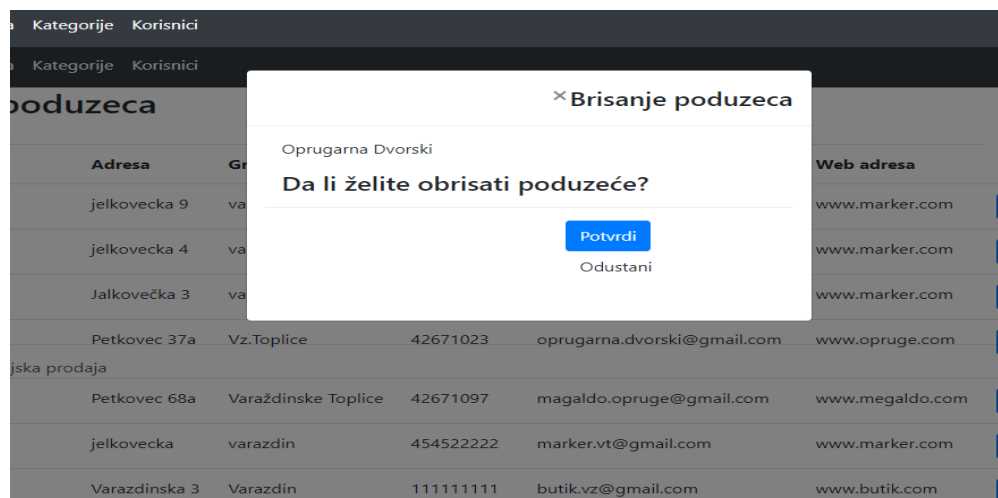 Kategorije Korisnici
Kategorije Korisnici
poduzeca
× Brisanje poduzeca
Oprugarna Dvorski
Da li želite obrisati poduzeće?
Potvrdi
Odustani
Adresa Gr Web adresa
jelkovecka 9 va www.marker.com
jelkovecka 4 va www.marker.com
Jalkovečka 3 va www.marker.com
Petkovec 37a Vz.Toplice 42671023 oprugarna.dvorski@gmail.com www.opruge.com
jska prodaja
Petkovec 68a Varaždinske Toplice 42671097 magaldo.opruge@gmail.com www.megaldo.com
jelkovecka varazdin 454522222 marker.vt@gmail.com www.marker.com
Varazdinska 3 Varazdin 111111111 butik.vz@gmail.com www.butik.com